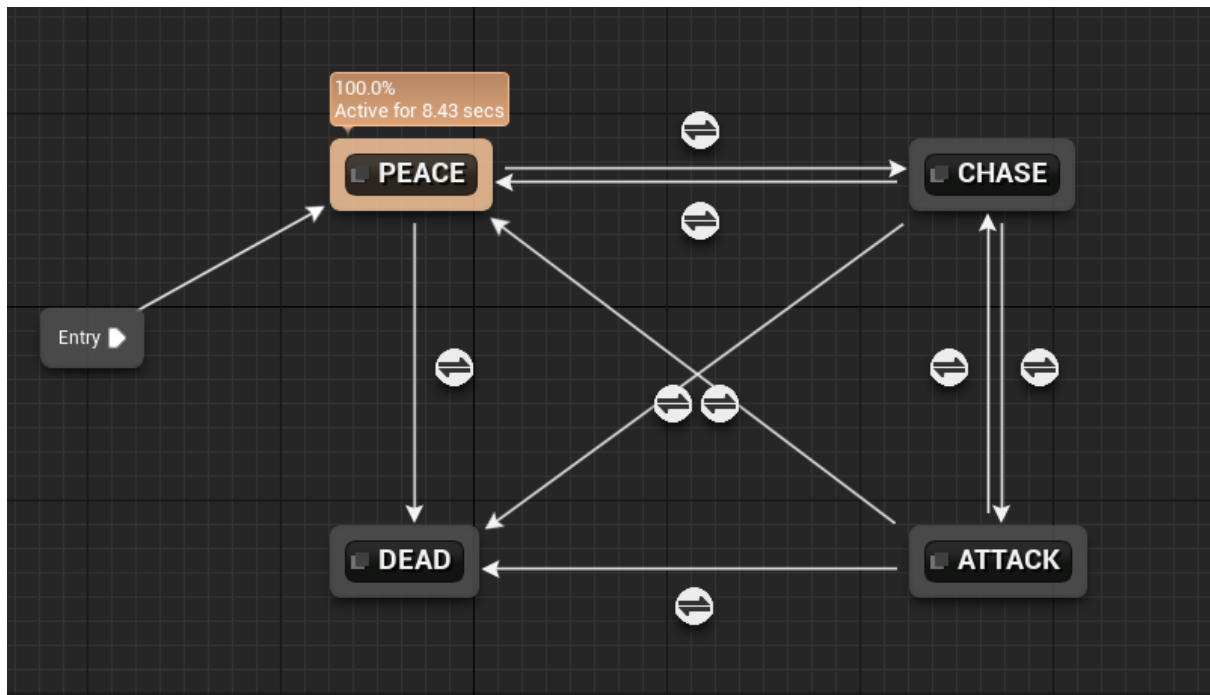 100.0%
Active for 8.43 secs
PEACE
CHASE
Entry
DEAD
ATTACK